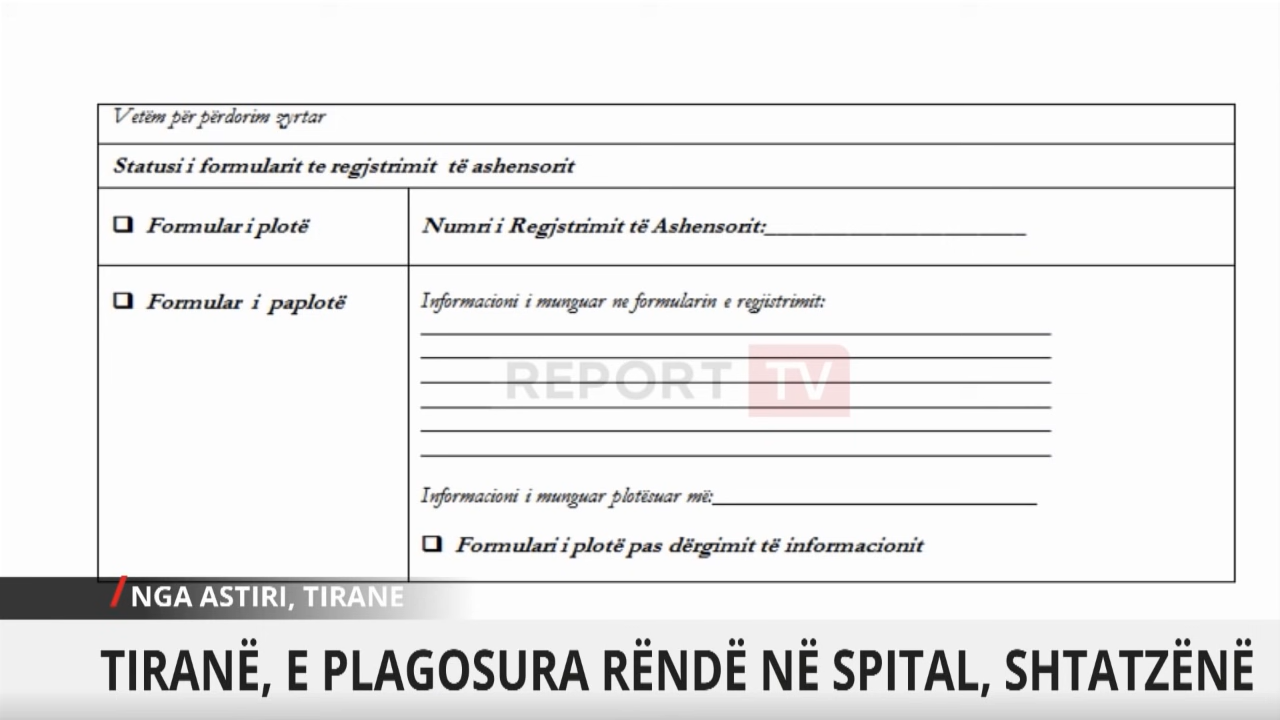 Vetëm për përdorim zyrtar
Statusi i formularit te regjstrimit të ashensorit
Formular i plotë
Numri i Regjstrimit të Ashensorit:
Formular i paplotë
Informacioni i munguar ne formularin e regjistrimit:
REPORT TV
Informacioni i munguar plotësuar më:
Formulari i plotë pas dërgimit të informacionit
NGA ASTIRI, TIRANE
TIRANË, E PLAGOSURA RËNDË NË SPITAL, SHTATZËNË